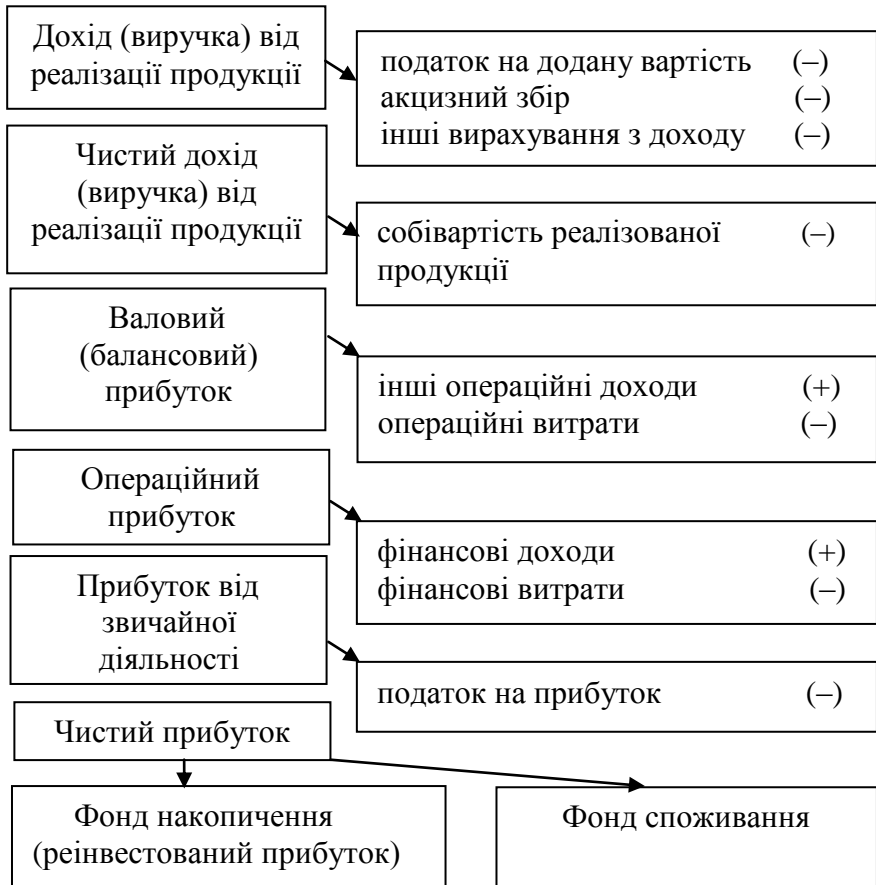 Дохід (виручка) від
реалізації продукції
податок на додану вартість (–)
акцизний збір (–)
інші вирахування з доходу (–)
Чистий дохід
(виручка) від
реалізації продукції
собівартість реалізованої (–)
продукції
Валовий
(балансовий)
прибуток
інші операційні доходи (+)
операційні витрати (–)
Операційний
прибуток
фінансові доходи (+)
фінансові витрати (–)
Прибуток від
звичайної
діяльності
податок на прибуток (–)
Чистий прибуток
Фонд накопичення
(реінвестований прибуток)
Фонд споживання